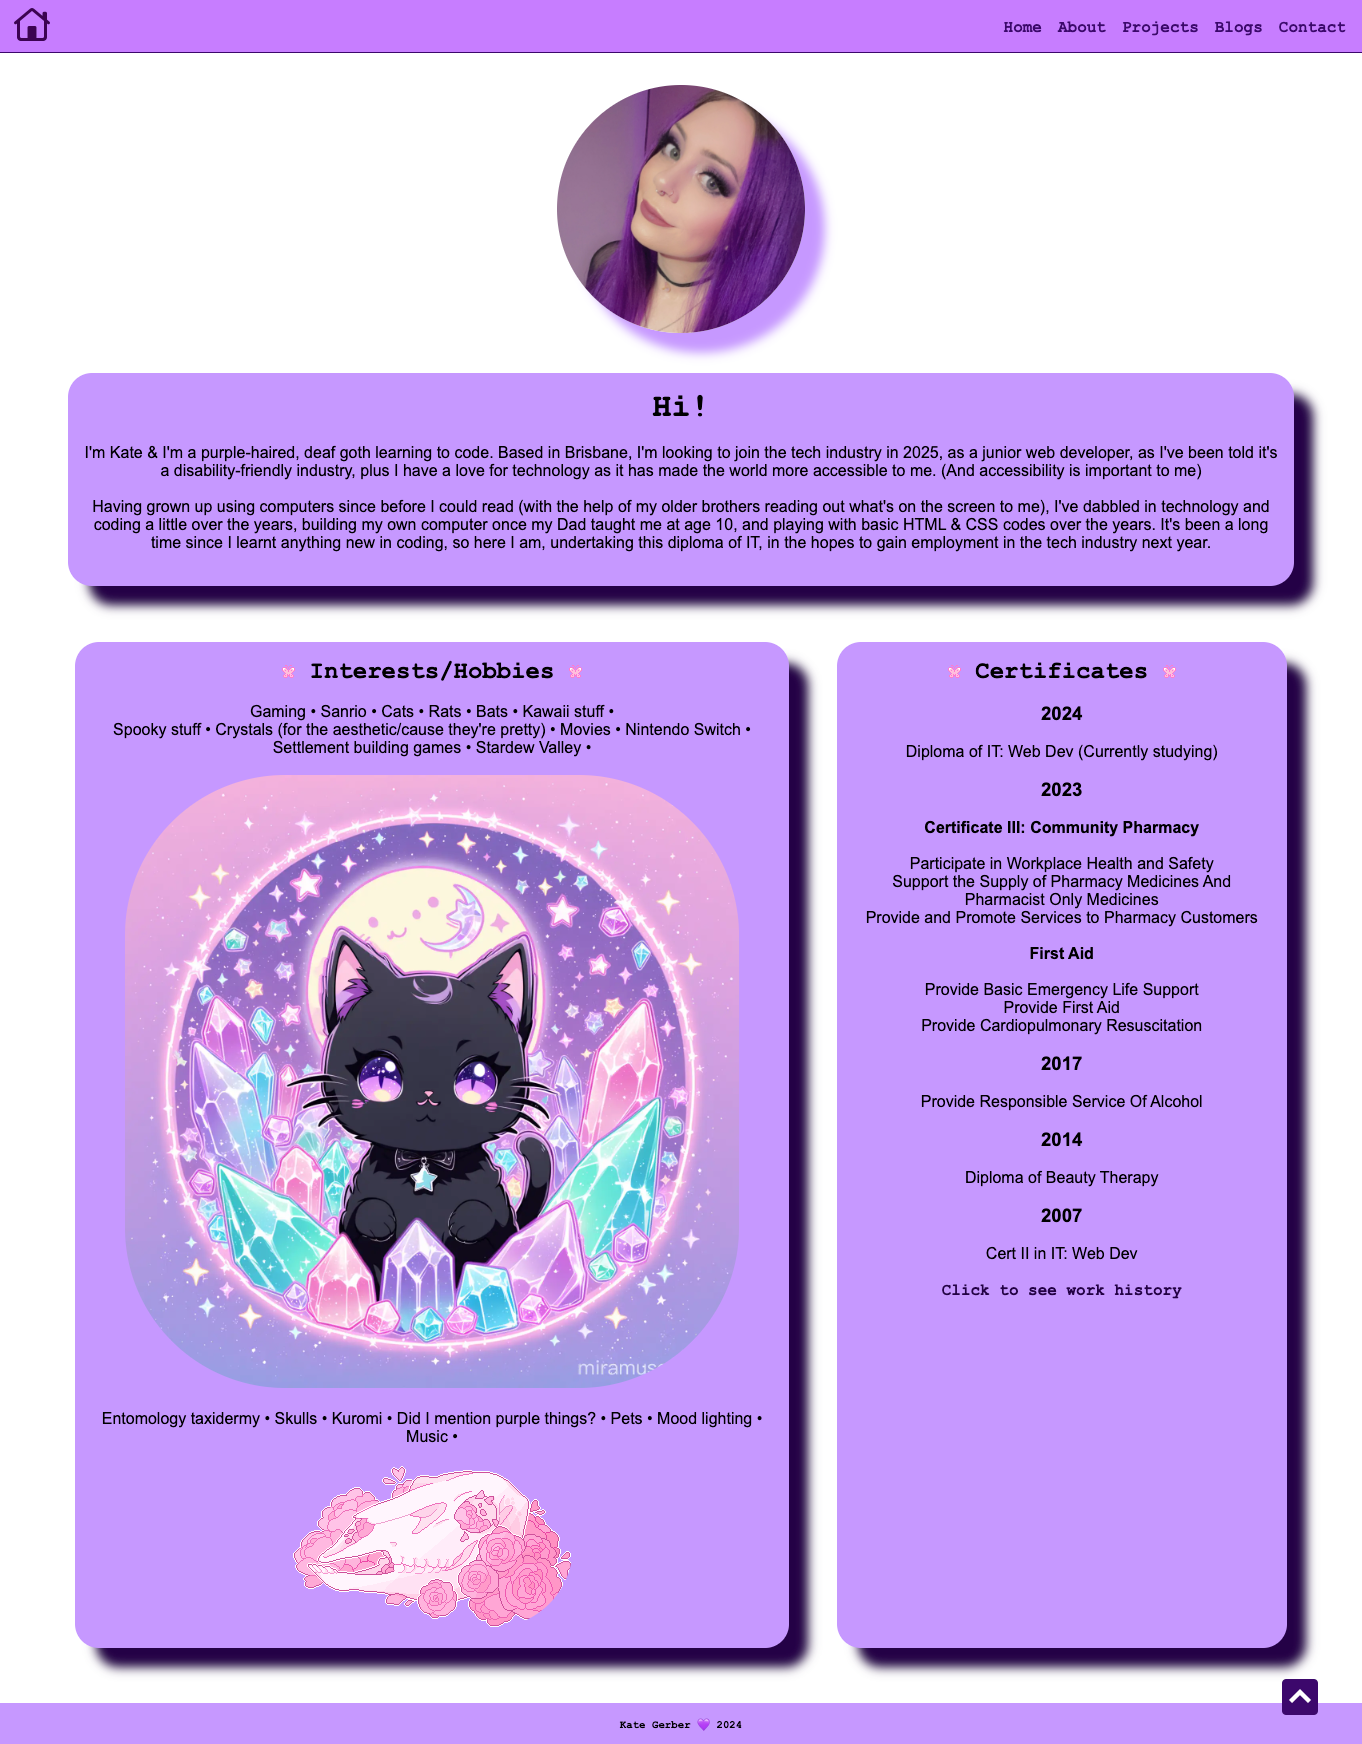 Home About Projects Blogs Contact
Hi!
I'm Kate & I'm a purple-haired, deaf goth learning to code. Based in Brisbane, I'm looking to join the tech industry in 2025, as a junior web developer, as I've been told it's
a disability-friendly industry, plus I have a love for technology as it has made the world more accessible to me. (And accessibility is important to me)
Having grown up using computers since before I could read (with the help of my older brothers reading out what's on the screen to me), I've dabbled in technology and
coding a little over the years, building my own computer once my Dad taught me at age 10, and playing with basic HTML & CSS codes over the years. It's been a long
time since I learnt anything new in coding, so here I am, undertaking this diploma of IT, in the hopes to gain employment in the tech industry next year.
Interests/Hobbies
Gaming • Sanrio • Cats • Rats • Bats • Kawaii stuff •
Spooky stuff • Crystals (for the aesthetic/cause they're pretty) • Movies • Nintendo Switch •
Settlement building games • Stardew Valley •
Entomology taxidermy • Skulls • Kuromi • Did I mention purple things? • Pets • Mood lighting •
Music •
Certificates
2024
Diploma of IT: Web Dev (Currently studying)
2023
Certificate III: Community Pharmacy
Participate in Workplace Health and Safety
Support the Supply of Pharmacy Medicines And
Pharmacist Only Medicines
Provide and Promote Services to Pharmacy Customers
First Aid
Provide Basic Emergency Life Support
Provide First Aid
Provide Cardiopulmonary Resuscitation
2017
Provide Responsible Service Of Alcohol
2014
Diploma of Beauty Therapy
2007
Cert II in IT: Web Dev
Click to see work history
Kate Gerber 💜 2024